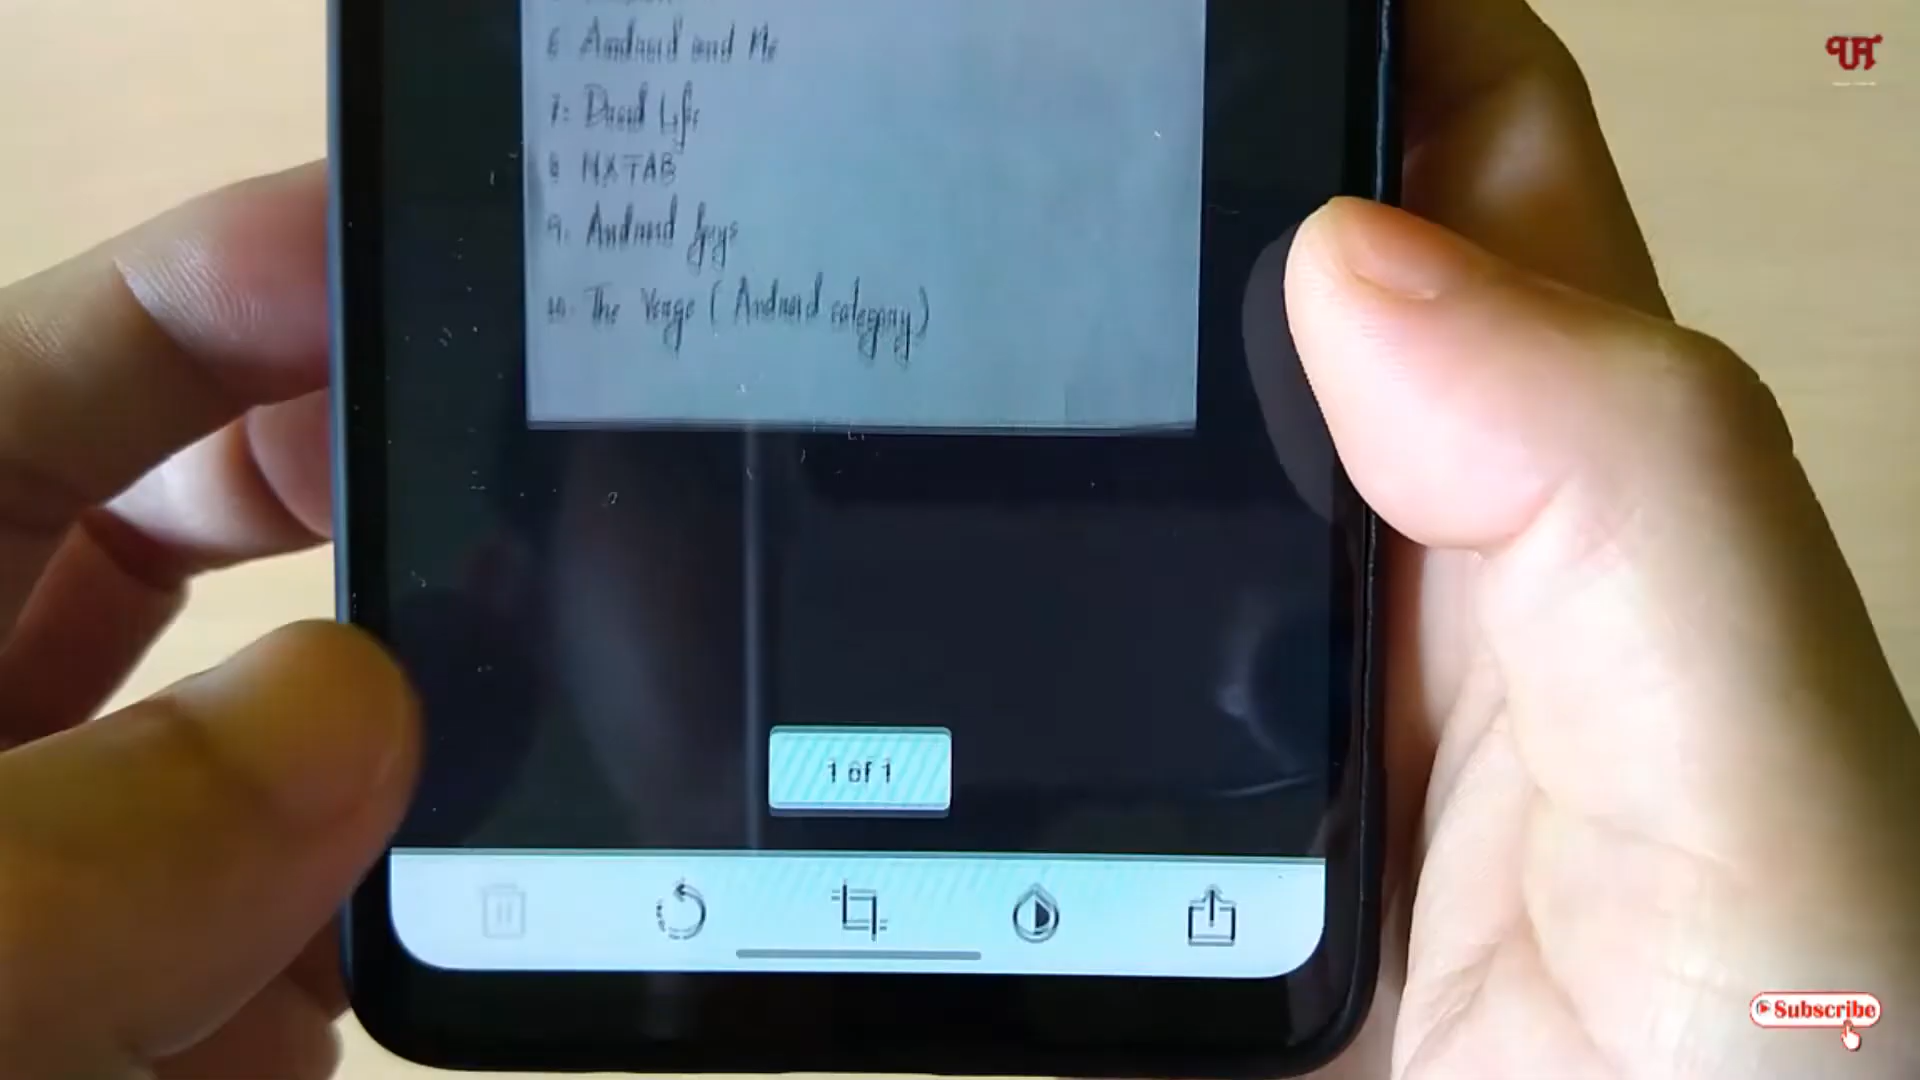 6 Android and Me
7: Droid Life
8 NXTAB
9. Android guys
10. The Verge ( Android category)
1 of 1
Subscribe